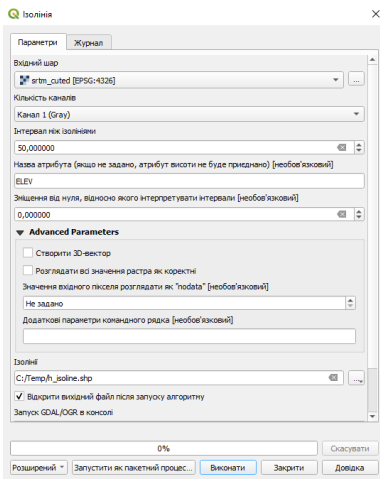 Ізолінія
Параметри Журнал
Вхідний шар
srtm_cuted [EPSG:4326]
...
Кількість каналів
Канал 1 (Gray)
Інтервал між ізолініями
50,000000
Назва атрибута (якщо не задано, атрибут висоти не буде приєднано) [необов'язковий]
ELEV
Зміщення від нуля, відносно якого інтерпретувати інтервали [необов'язковий]
0,000000
Advanced Parameters
Створити 3D-вектор
Розглядати всі значення растра як коректні
Значення вхідного пікселя розглядати як "nodata" [необов'язковий]
Не задано
Додаткові параметри командного рядка [необов'язковий]
Ізолінії
C:/Temp/h_isoline.shp
...
Відкрити вихідний файл після запуску алгоритму
Запуск GDAL/OGR в консолі
0%
Скасувати
Розширений Запустити як пакетний процес... Виконати Закрити Довідка